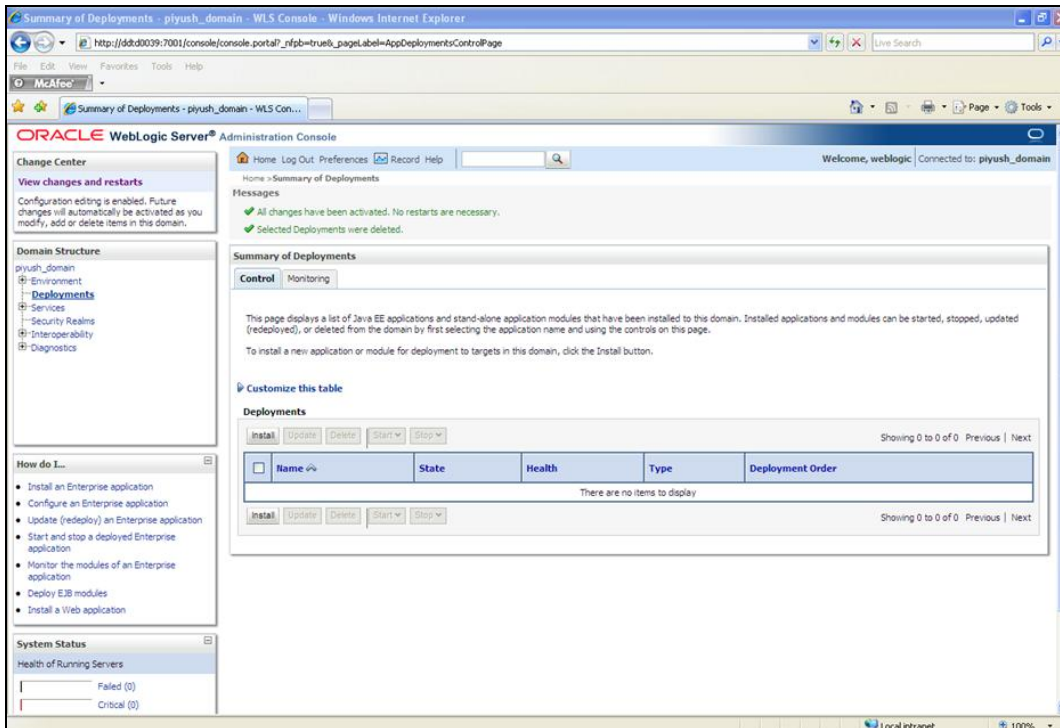 Summary of Deployments - piyush_domain - WLS Console - Windows Internet Explorer
http://ddtd0039:7001/console/console.portal?_nfpb=true&_pageLabel=AppDeploymentsControlPage
Live Search
File Edit View Favorites Tools Help
McAfee
Summary of Deployments - piyush_domain - WLS Con...
Page Tools
ORACLE WebLogic Server® Administration Console
Change Center
View changes and restarts
Configuration editing is enabled. Future
changes will automatically be activated as you
modify, add or delete items in this domain.
Domain Structure
piyush_domain
Environment
Deployments
Services
Security Realms
Interoperability
Diagnostics
How do I...
Install an Enterprise application
Configure an Enterprise application
Update (redeploy) an Enterprise application
Start and stop a deployed Enterprise
application
Monitor the modules of an Enterprise
application
Deploy EJB modules
Install a Web application
System Status
Health of Running Servers
Failed (0)
Critical (0)
Home Log Out Preferences Record Help
Welcome, weblogic Connected to: piyush_domain
Home >Summary of Deployments
Messages
All changes have been activated. No restarts are necessary.
Selected Deployments were deleted.
Summary of Deployments
Control Monitoring
This page displays a list of Java EE applications and stand-alone application modules that have been installed to this domain. Installed applications and modules can be started, stopped, updated
(redeployed), or deleted from the domain by first selecting the application name and using the controls on this page.
To install a new application or module for deployment to targets in this domain, click the Install button.
Customize this table
Deployments
Install Update Delete Start Stop Showing 0 to 0 of 0 Previous | Next
Name State Health Type Deployment Order
There are no items to display
Install Update Delete Start Stop Showing 0 to 0 of 0 Previous | Next
Local intranet 100%